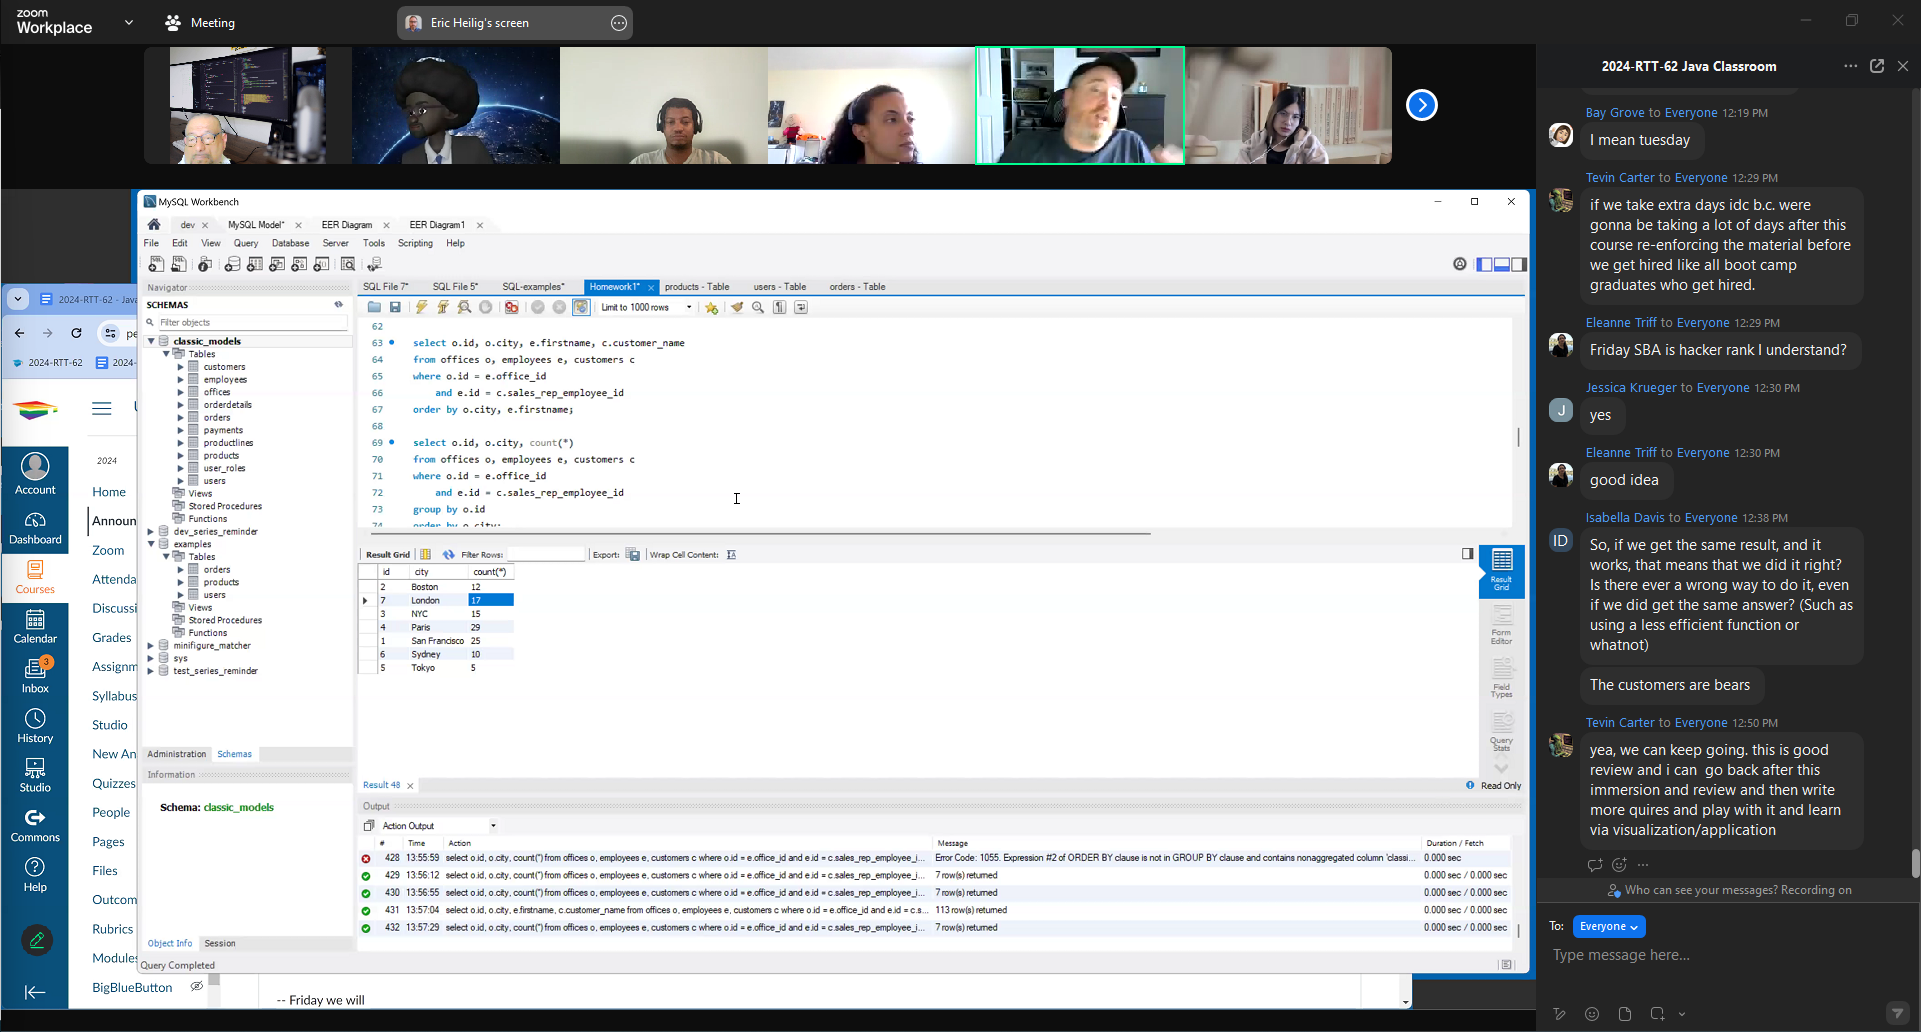 zoom
Workplace
Meeting
Eric Heilig's screen
2024-RTT-62 Java Classroom
Bay Grove to Everyone 12:19 PM
I mean tuesday
Tevin Carter to Everyone 12:29 PM
if we take extra days idc b.c. were
gonna be taking a lot of days after this
course re-enforcing the material before
we get hired like all boot camp
graduates who get hired.
Eleanne Triff to Everyone 12:29 PM
Friday SBA is hacker rank I understand?
Jessica Krueger to Everyone 12:30 PM
J
yes
Eleanne Triff to Everyone 12:30 PM
good idea
Isabella Davis to Everyone 12:38 PM
ID
So, if we get the same result, and it
works, that means that we did it right?
Is there ever a wrong way to do it, even
if we did get the same answer? (Such as
using a less efficient function or
whatnot)
The customers are bears
Tevin Carter to Everyone 12:50 PM
yea, we can keep going. this is good
review and i can go back after this
immersion and review and then write
more quires and play with it and learn
via visualization/application
Who can see your messages? Recording on
To: Everyone
Type message here...
MySQL Workbench
dev
MySQL Model*
EER Diagram
EER Diagram1
File Edit View Query Database Server Tools Scripting Help
Navigator
SCHEMAS
Filter objects
classic_models
Tables
customers
employees
offices
orderdetails
orders
payments
productlines
products
user_roles
users
Views
Stored Procedures
Functions
dev_series_reminder
examples
Tables
orders
products
users
Views
Stored Procedures
Functions
minifigure_matcher
sys
test_series_reminder
Administration Schemas
Information
Schema: classic_models
Object Info Session
Query Completed
SQL File 7* SQL File 5* SQL-examples* Homework1* products - Table users - Table orders - Table
Limit to 1000 rows
62
63 select o.id, o.city, e.firstname, c.customer_name
64 from offices o, employees e, customers c
65 where o.id = e.office_id
66 and e.id = c.sales_rep_employee_id
67 order by o.city, e.firstname;
68
69 select o.id, o.city, count(*)
70 from offices o, employees e, customers c
71 where o.id = e.office_id
72 and e.id = c.sales_rep_employee_id
73 group by o.id
74 order by o.city;
Result Grid Filter Rows: Export: Wrap Cell Content:
id city count(*)
2 Boston 12
7 London 17
3 NYC 15
4 Paris 29
1 San Francisco 25
6 Sydney 10
5 Tokyo 5
Result
Grid
Form
Editor
Field
Types
Query
Stats
Result 48
Read Only
Output
Action Output
# Time Action Message Duration / Fetch
428 13:55:59 select o.id, o.city, count(*) from offices o, employees e, customers c where o.id = e.office_id and e.id = c.sales_rep_employee_i... Error Code: 1055. Expression #2 of ORDER BY clause is not in GROUP BY clause and contains nonaggregated column 'classi... 0.000 sec
429 13:56:12 select o.id, o.city, count(*) from offices o, employees e, customers c where o.id = e.office_id and e.id = c.sales_rep_employee_i... 7 row(s) returned 0.000 sec / 0.000 sec
430 13:56:55 select o.id, o.city, count(*) from offices o, employees e, customers c where o.id = e.office_id and e.id = c.sales_rep_employee_i... 7 row(s) returned 0.000 sec / 0.000 sec
431 13:57:04 select o.id, o.city, e.firstname, c.customer_name from offices o, employees e, customers c where o.id = e.office_id and e.id = c.s... 113 row(s) returned 0.000 sec / 0.000 sec
432 13:57:29 select o.id, o.city, count(*) from offices o, employees e, customers c where o.id = e.office_id and e.id = c.sales_rep_employee_i... 7 row(s) returned 0.000 sec / 0.000 sec
2024-RTT-62 - Java
pe
2024-RTT-62
2024
2024
Account
Dashboard
Courses
Calendar
3
Inbox
History
Studio
Commons
Help
Home
Announ
Zoom
Attenda
Discussi
Grades
Assignm
Syllabus
Studio
New An
Quizzes
People
Pages
Files
Outcom
Rubrics
Modules
BigBlueButton
-- Friday we will